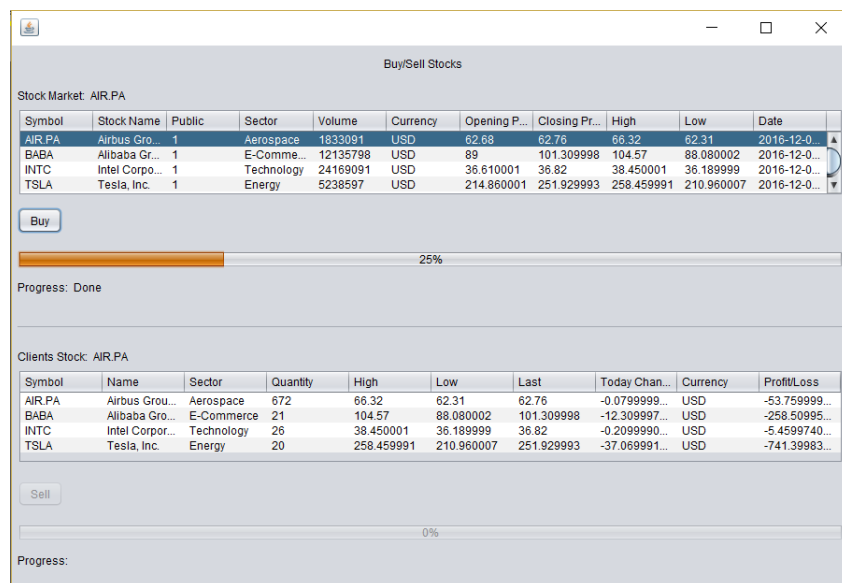 Buy/Sell Stocks
Stock Market: AIR.PA
Symbol Stock Name Public Sector Volume Currency Opening P... Closing Pr... High Low Date
AIR.PA Airbus Gro... 1 Aerospace 1833091 USD 62.68 62.76 66.32 62.31 2016-12-0...
BABA Alibaba Gr... 1 E-Comme... 12135798 USD 89 101.309998 104.57 88.080002 2016-12-0...
INTC Intel Corpo... 1 Technology 24169091 USD 36.610001 36.82 38.450001 36.189999 2016-12-0...
TSLA Tesla, Inc. 1 Energy 5238597 USD 214.860001 251.929993 258.459991 210.960007 2016-12-0...
Buy
25%
Progress: Done
Clients Stock: AIR.PA
Symbol Name Sector Quantity High Low Last Today Chan... Currency Profit/Loss
AIR.PA Airbus Grou... Aerospace 672 66.32 62.31 62.76 -0.0799999... USD -53.759999...
BABA Alibaba Gro... E-Commerce 21 104.57 88.080002 101.309998 -12.309997... USD -258.50995...
INTC Intel Corpor... Technology 26 38.450001 36.189999 36.82 -0.2099990... USD -5.4599740...
TSLA Tesla, Inc. Energy 20 258.459991 210.960007 251.929993 -37.069991... USD -741.39983...
Sell
0%
Progress: